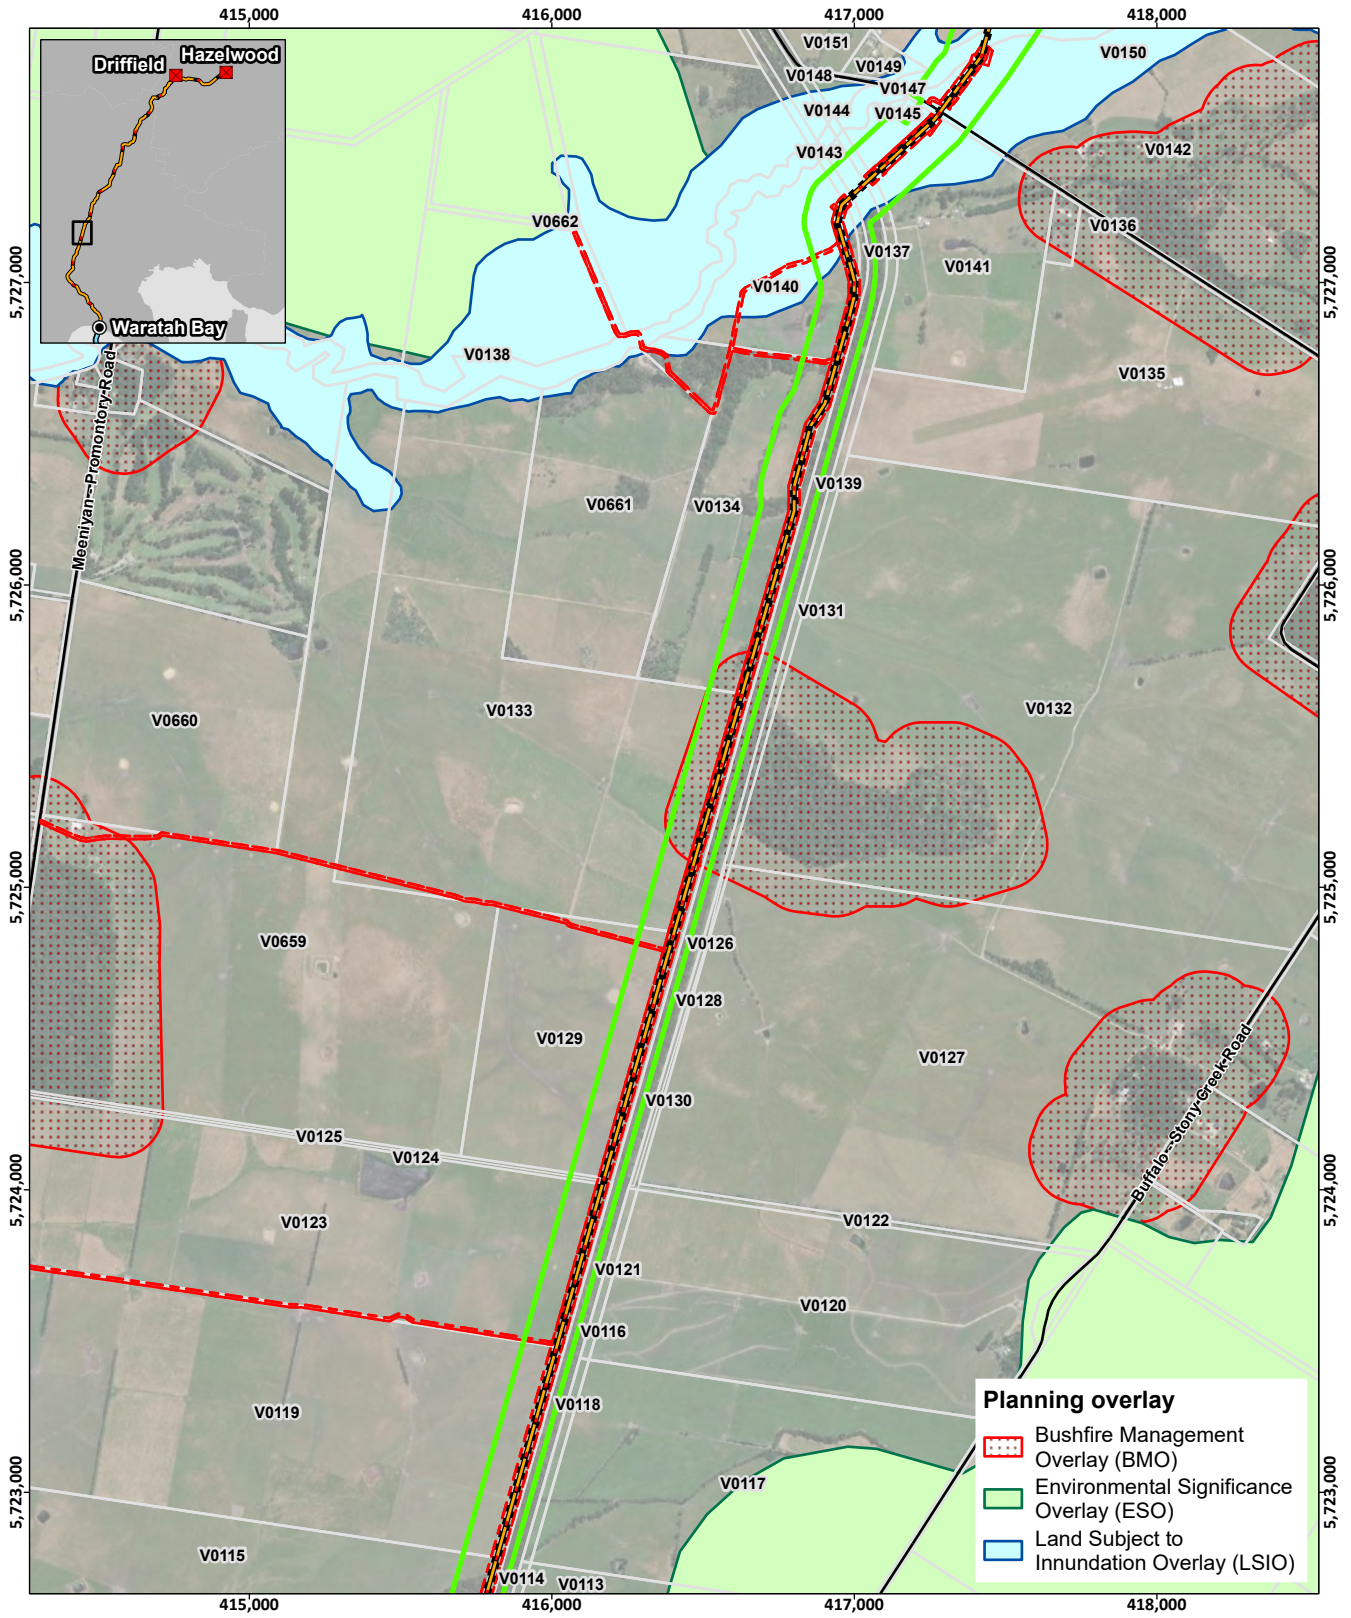 415,000
416,000
417,000
418,000
Driffield
Hazelwood
Waratah Bay
V0151
V0150
V0149
V0148
V0147
V0144
V0145
V0143
V0142
V0662
V0136
V0137
V0141
V0140
5,727,000
5,727,000
V0138
V0135
Meeniyan - Promontory Road
V0139
V0661
V0134
5,726,000
5,726,000
V0131
V0132
V0133
V0660
5,725,000
5,725,000
V0659
V0126
V0128
V0129
V0127
V0130
Buffalo - Stony Creek Road
V0125
V0124
5,724,000
5,724,000
V0123
V0122
V0121
V0120
V0116
V0118
V0119
V0117
5,723,000
5,723,000
V0115
V0114
V0113
Planning overlay
Bushfire Management
Overlay (BMO)
Environmental Significance
Overlay (ESO)
Land Subject to
Innundation Overlay (LSIO)
415,000
416,000
417,000
418,000